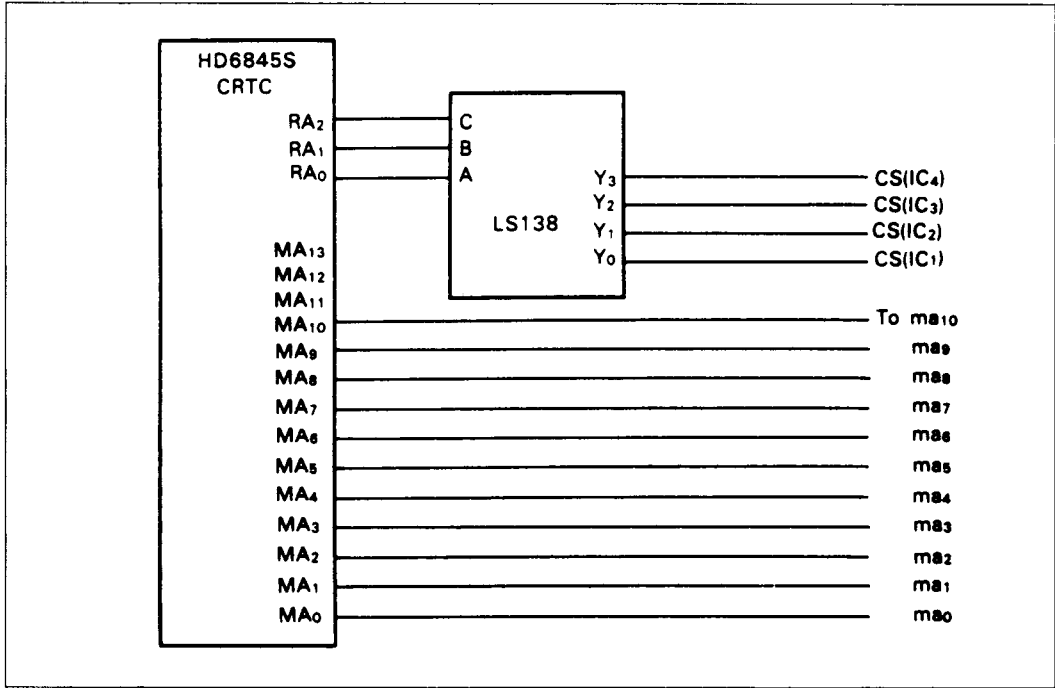 HD6845S
CRTC
RA₂
RA₁
RA₀
C
B
A
LS138
Y₃
Y₂
Y₁
Y₀
CS(IC₄)
CS(IC₃)
CS(IC₂)
CS(IC₁)
MA₁₃
MA₁₂
MA₁₁
MA₁₀
MA₉
MA₈
MA₇
MA₆
MA₅
MA₄
MA₃
MA₂
MA₁
MA₀
To ma₁₀
ma₉
ma₈
ma₇
ma₆
ma₅
ma₄
ma₃
ma₂
ma₁
ma₀